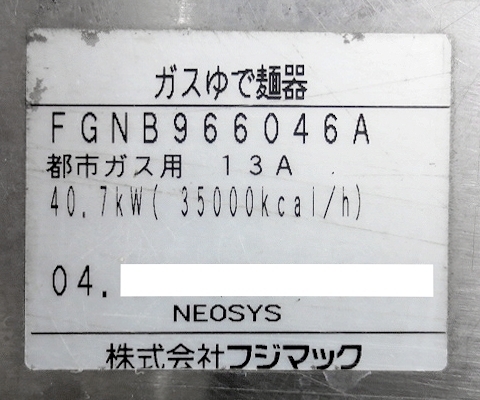 ガスゆで麺器
FGNB966046A
都市ガス用 13A
40.7kW( 35000kcal/h)
04.
NEOSYS
株式会社フジマック